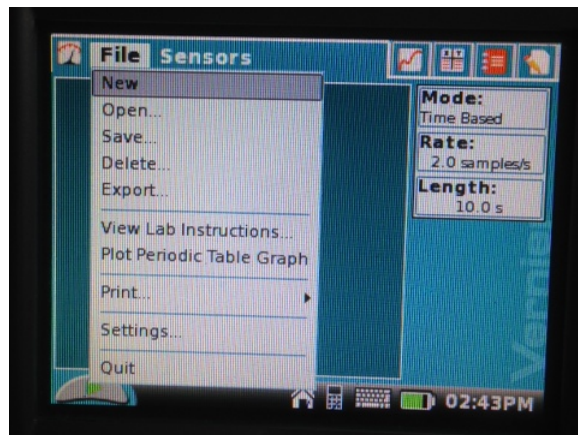 File Sensors
New
Open...
Save...
Delete...
Export...
View Lab Instructions...
Plot Periodic Table Graph
Print...
Settings...
Quit
Mode:
Time Based
Rate:
2.0 samples/s
Length:
10.0 s
Vernier
02:43PM